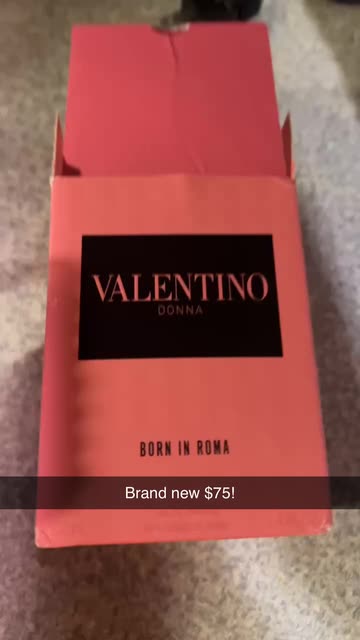 VALENTINO
DONNA
BORN IN ROMA
Brand new $75!